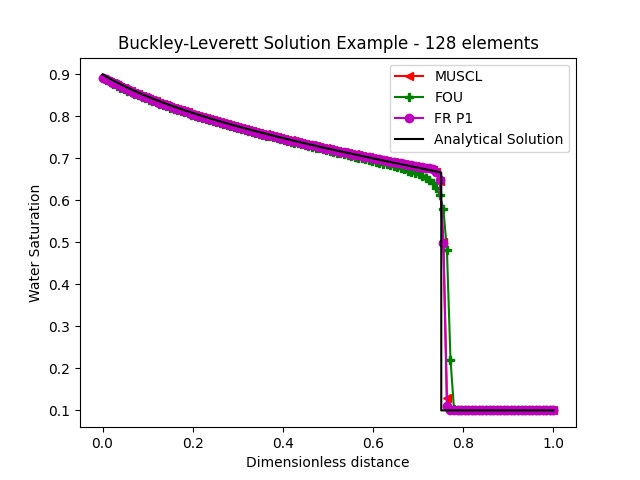 Buckley-Leverett Solution Example - 128 elements
MUSCL
FOU
FR P1
Analytical Solution
Water Saturation
0.9
0.8
0.7
0.6
0.5
0.4
0.3
0.2
0.1
0.0 0.2 0.4 0.6 0.8 1.0
Dimensionless distance